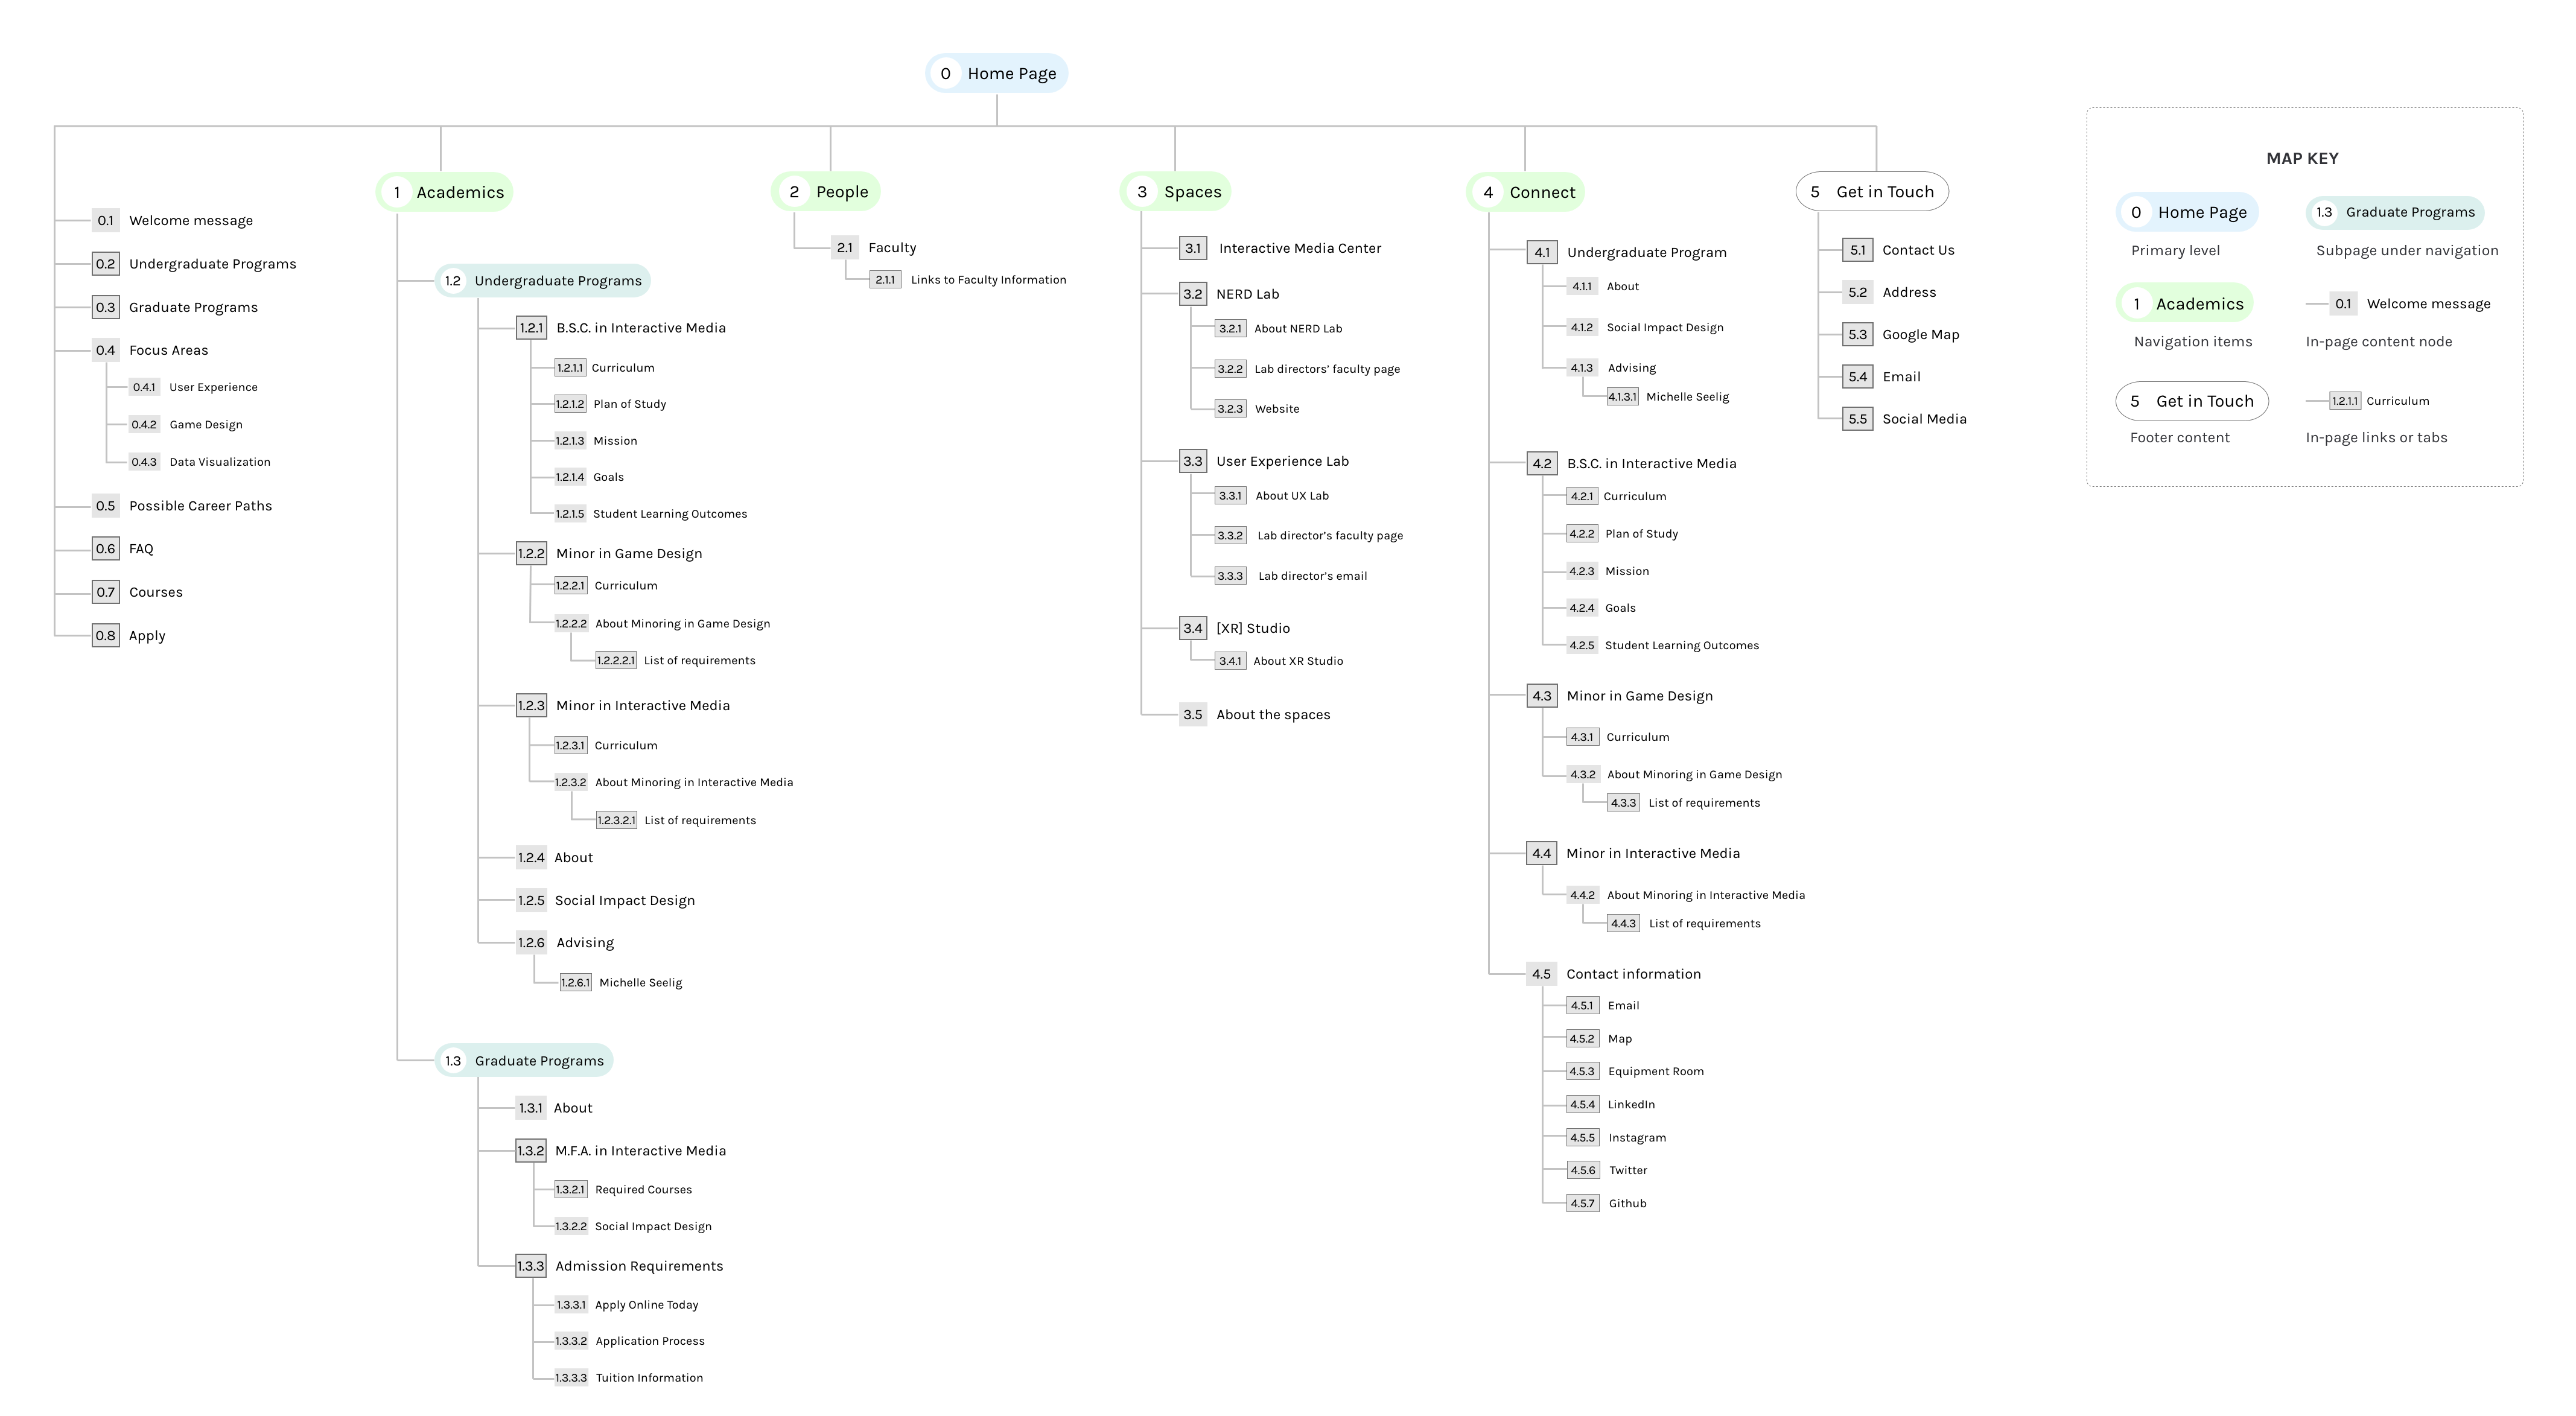 0 Home Page
0.1 Welcome message
0.2 Undergraduate Programs
0.3 Graduate Programs
0.4 Focus Areas
0.4.1 User Experience
0.4.2 Game Design
0.4.3 Data Visualization
0.5 Possible Career Paths
0.6 FAQ
0.7 Courses
0.8 Apply
1 Academics
1.2 Undergraduate Programs
1.2.1 B.S.C. in Interactive Media
1.2.1.1 Curriculum
1.2.1.2 Plan of Study
1.2.1.3 Mission
1.2.1.4 Goals
1.2.1.5 Student Learning Outcomes
1.2.2 Minor in Game Design
1.2.2.1 Curriculum
1.2.2.2 About Minoring in Game Design
1.2.2.2.1 List of requirements
1.2.3 Minor in Interactive Media
1.2.3.1 Curriculum
1.2.3.2 About Minoring in Interactive Media
1.2.3.2.1 List of requirements
1.2.4 About
1.2.5 Social Impact Design
1.2.6 Advising
1.2.6.1 Michelle Seelig
1.3 Graduate Programs
1.3.1 About
1.3.2 M.F.A. in Interactive Media
1.3.2.1 Required Courses
1.3.2.2 Social Impact Design
1.3.3 Admission Requirements
1.3.3.1 Apply Online Today
1.3.3.2 Application Process
1.3.3.3 Tuition Information
2 People
2.1 Faculty
2.1.1 Links to Faculty Information
3 Spaces
3.1 Interactive Media Center
3.2 NERD Lab
3.2.1 About NERD Lab
3.2.2 Lab directors' faculty page
3.2.3 Website
3.3 User Experience Lab
3.3.1 About UX Lab
3.3.2 Lab director's faculty page
3.3.3 Lab director's email
3.4 [XR] Studio
3.4.1 About XR Studio
3.5 About the spaces
4 Connect
4.1 Undergraduate Program
4.1.1 About
4.1.2 Social Impact Design
4.1.3 Advising
4.1.3.1 Michelle Seelig
4.2 B.S.C. in Interactive Media
4.2.1 Curriculum
4.2.2 Plan of Study
4.2.3 Mission
4.2.4 Goals
4.2.5 Student Learning Outcomes
4.3 Minor in Game Design
4.3.1 Curriculum
4.3.2 About Minoring in Game Design
4.3.3 List of requirements
4.4 Minor in Interactive Media
4.4.2 About Minoring in Interactive Media
4.4.3 List of requirements
4.5 Contact information
4.5.1 Email
4.5.2 Map
4.5.3 Equipment Room
4.5.4 LinkedIn
4.5.5 Instagram
4.5.6 Twitter
4.5.7 Github
5 Get in Touch
5.1 Contact Us
5.2 Address
5.3 Google Map
5.4 Email
5.5 Social Media
MAP KEY
0 Home Page
Primary level
1.3 Graduate Programs
Subpage under navigation
1 Academics
Navigation items
0.1 Welcome message
In-page content node
5 Get in Touch
Footer content
1.2.1.1 Curriculum
In-page links or tabs